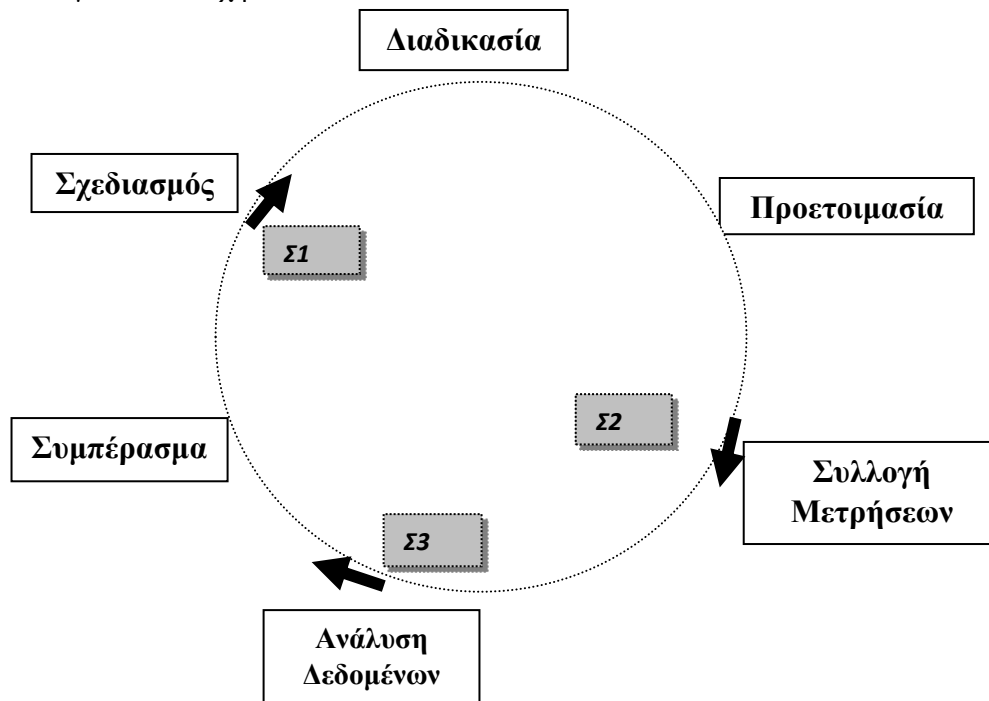 Διαδικασία
Σχεδιασμός
Προετοιμασία
Σ1
Σ2
Συμπέρασμα
Συλλογή
Μετρήσεων
Σ3
Ανάλυση
Δεδομένων